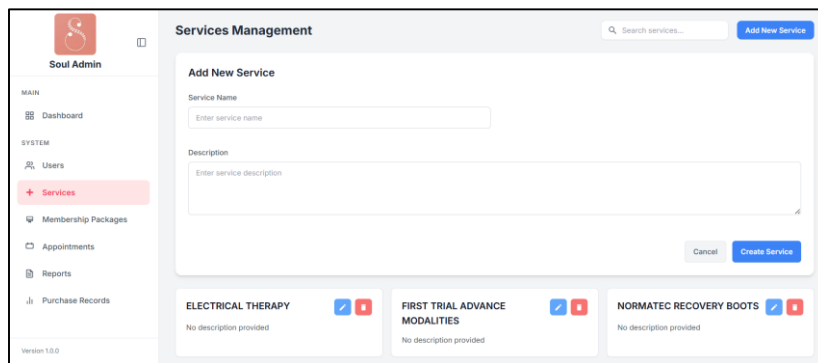 Soul Admin
MAIN
Dashboard
SYSTEM
Users
Services
Membership Packages
Appointments
Reports
Purchase Records
Version 1.0.0
Services Management
Search services...
Add New Service
Add New Service
Service Name
Enter service name
Description
Enter service description
Cancel
Create Service
ELECTRICAL THERAPY
No description provided
FIRST TRIAL ADVANCE
MODALITIES
No description provided
NORMATEC RECOVERY BOOTS
No description provided